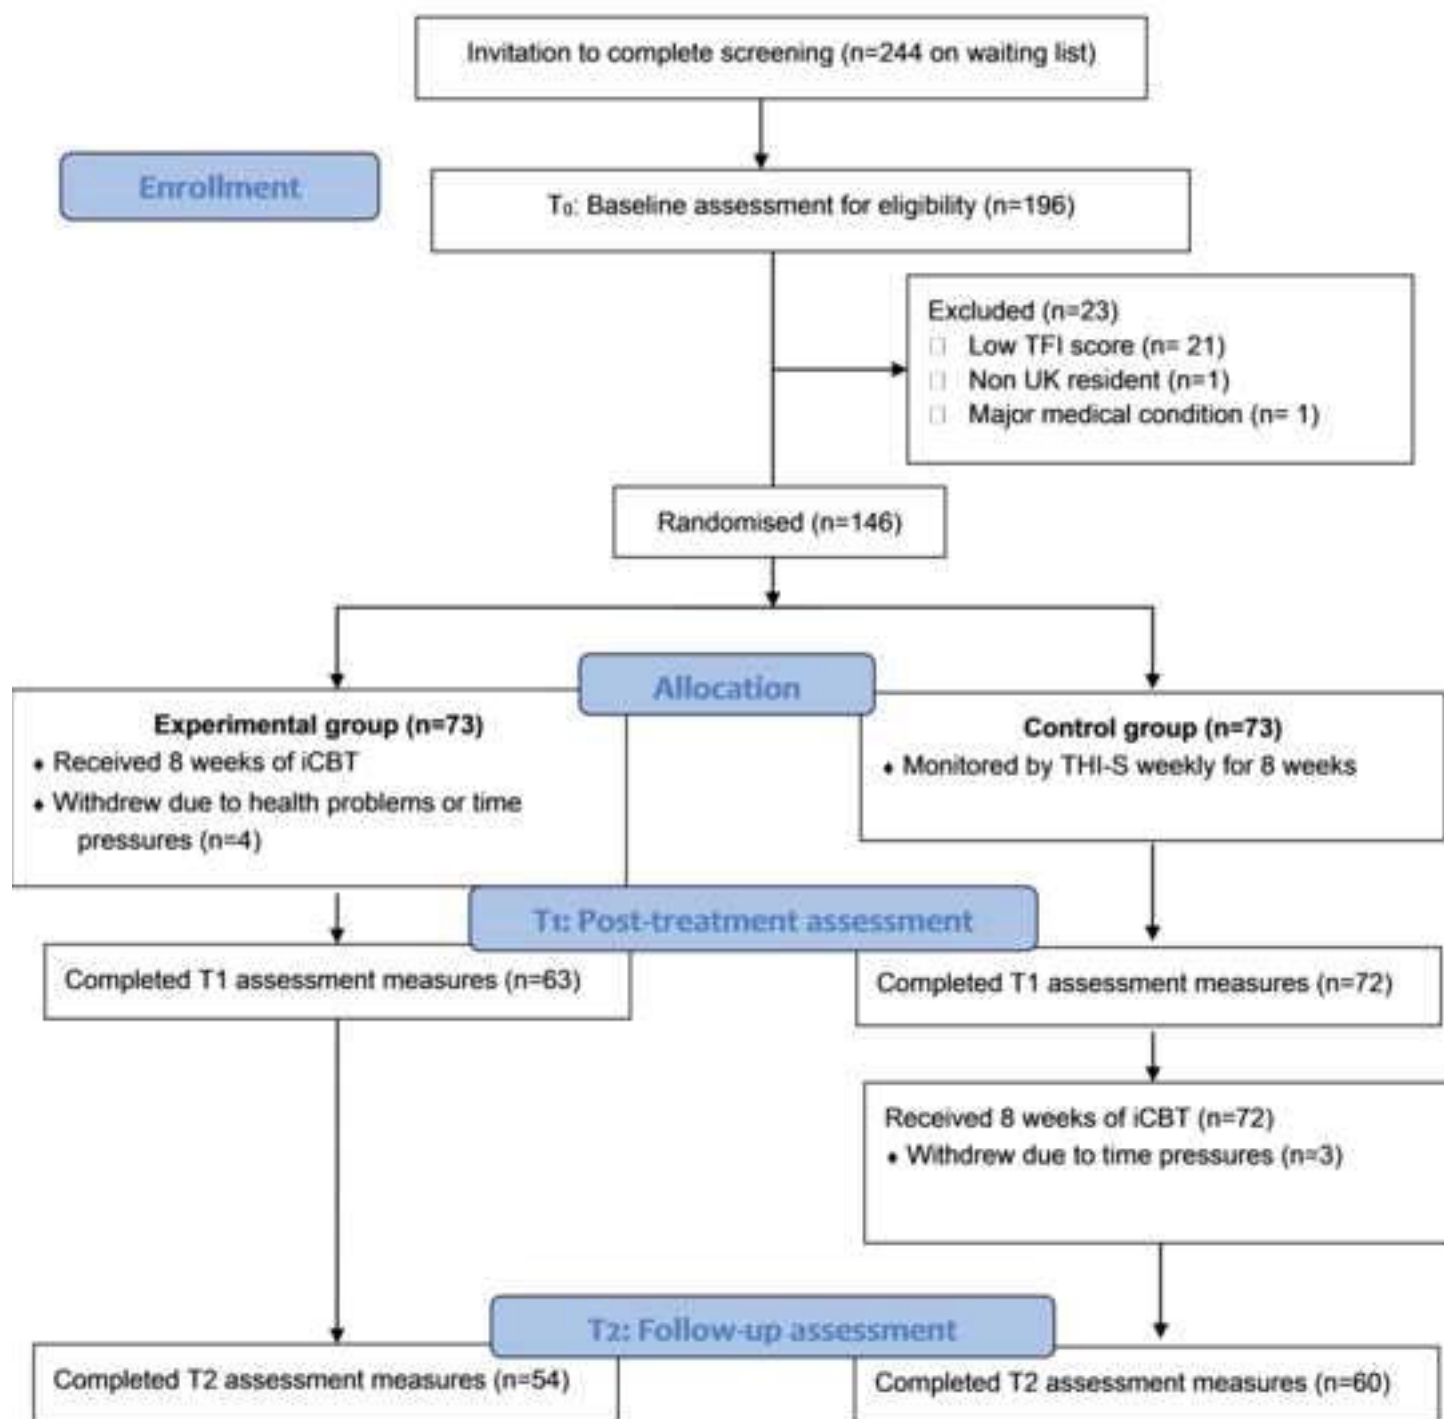 Invitation to complete screening (n=244 on waiting list)
Enrollment
T₀: Baseline assessment for eligibility (n=196)
Excluded (n=23)
□ Low TFI score (n= 21)
□ Non UK resident (n=1)
□ Major medical condition (n= 1)
Randomised (n=146)
Allocation
Experimental group (n=73)
♦ Received 8 weeks of iCBT
♦ Withdrew due to health problems or time
pressures (n=4)
Control group (n=73)
♦ Monitored by THI-S weekly for 8 weeks
T1: Post-treatment assessment
Completed T1 assessment measures (n=63)
Completed T1 assessment measures (n=72)
Received 8 weeks of iCBT (n=72)
♦ Withdrew due to time pressures (n=3)
T2: Follow-up assessment
Completed T2 assessment measures (n=54)
Completed T2 assessment measures (n=60)